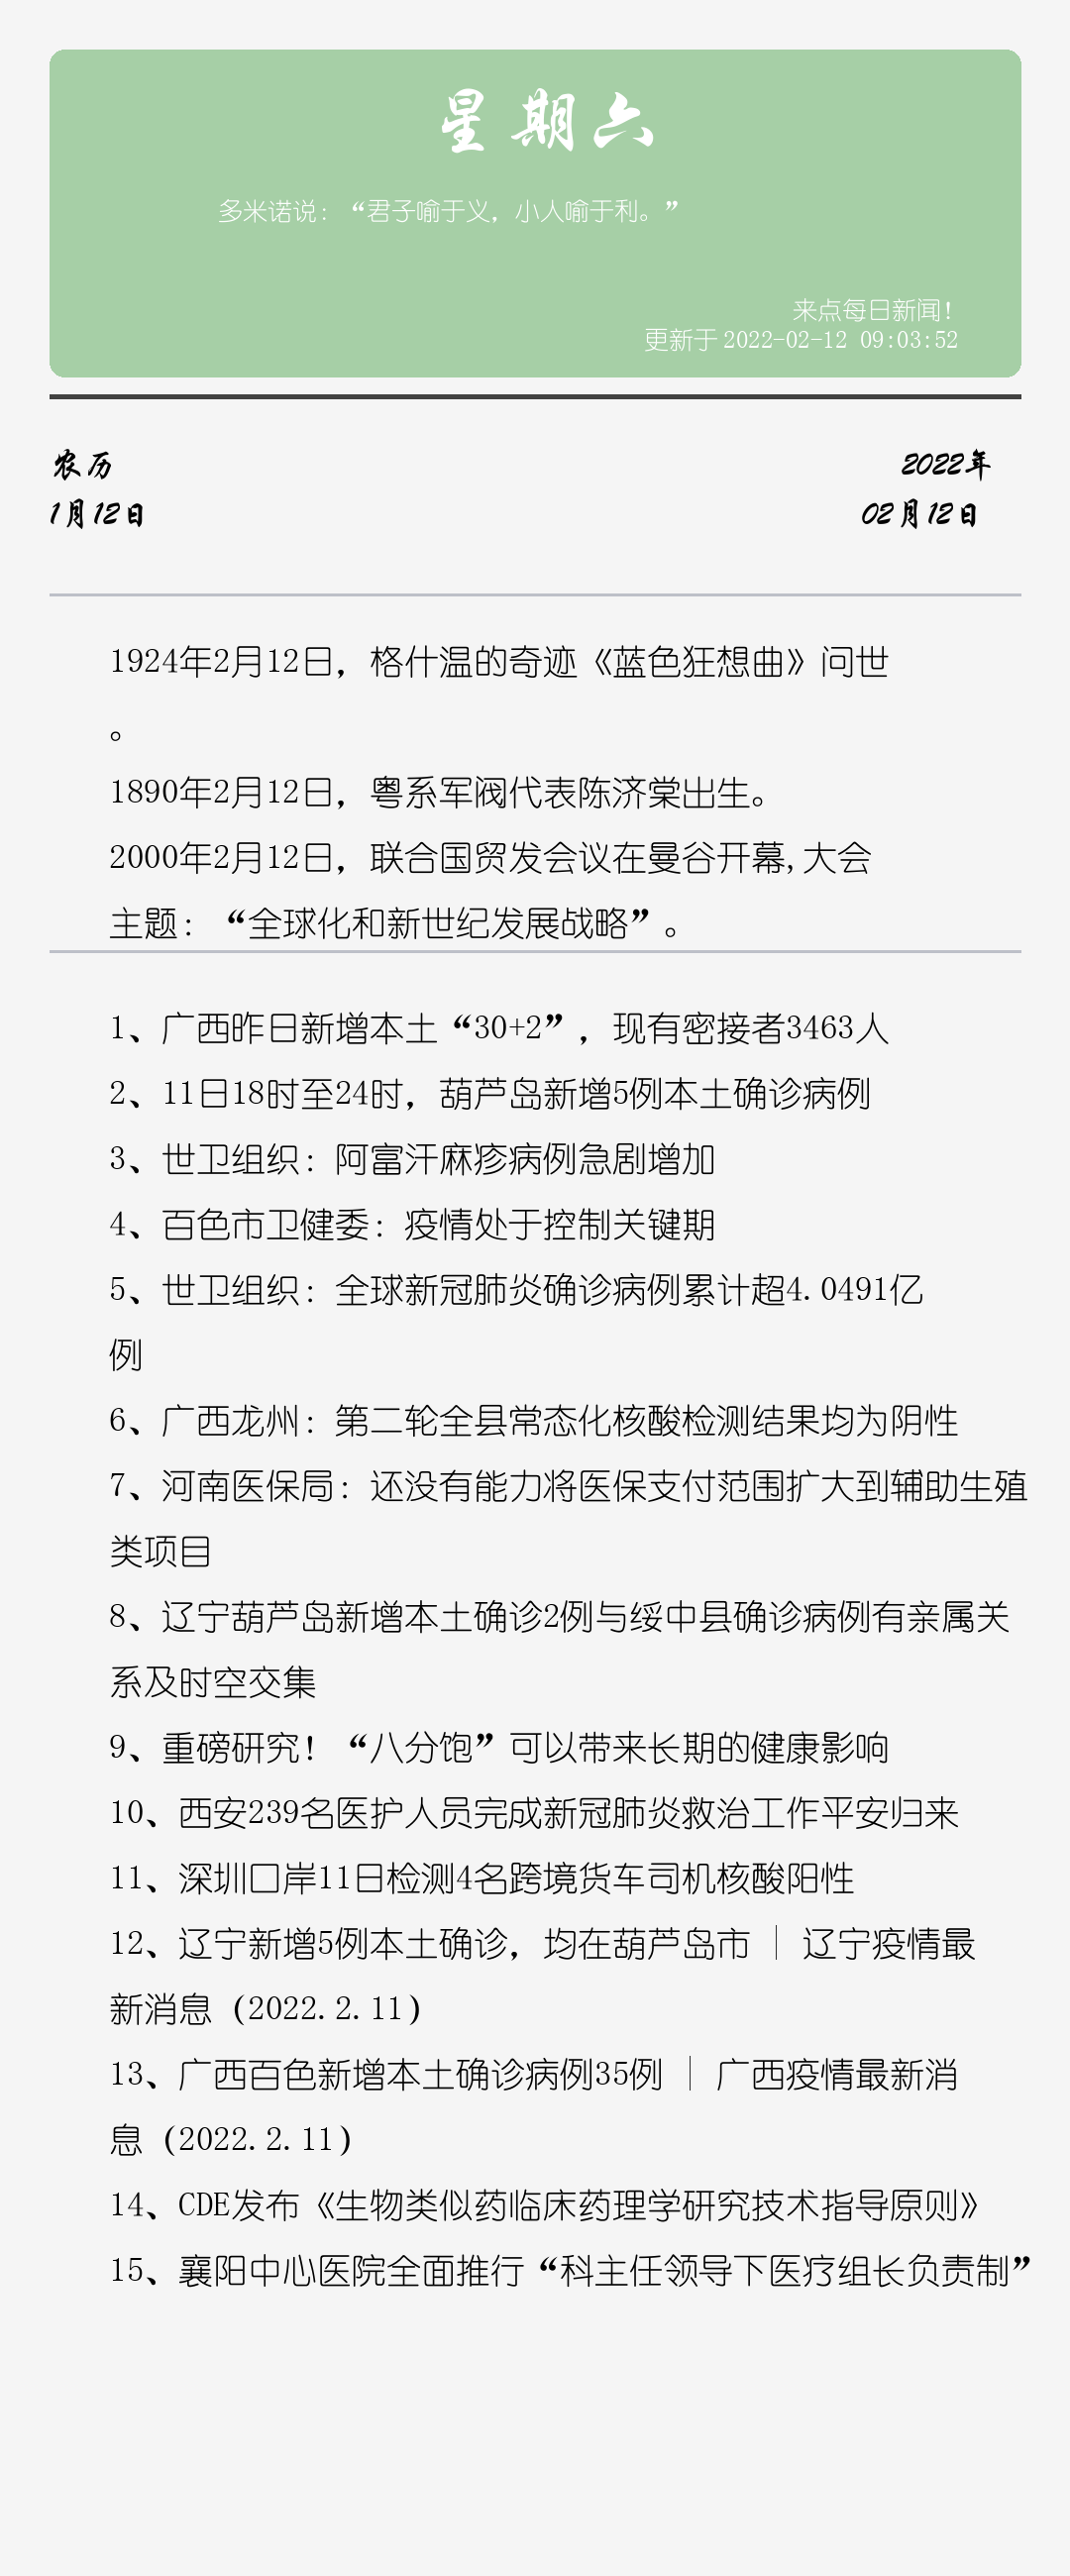 星期六
多米诺说：“君子喻于义，小人喻于利。”
来点每日新闻！
更新于 2022-02-12 09:03:52
农历
2022年
1月12日
02月12日
1924年2月12日，格什温的奇迹《蓝色狂想曲》问世
。
1890年2月12日，粤系军阀代表陈济棠出生。
2000年2月12日，联合国贸发会议在曼谷开幕,大会
主题：“全球化和新世纪发展战略”。
1、广西昨日新增本土“30+2”，现有密接者3463人
2、11日18时至24时，葫芦岛新增5例本土确诊病例
3、世卫组织：阿富汗麻疹病例急剧增加
4、百色市卫健委：疫情处于控制关键期
5、世卫组织：全球新冠肺炎确诊病例累计超4.0491亿
例
6、广西龙州：第二轮全县常态化核酸检测结果均为阴性
7、河南医保局：还没有能力将医保支付范围扩大到辅助生殖
类项目
8、辽宁葫芦岛新增本土确诊2例与绥中县确诊病例有亲属关
系及时空交集
9、重磅研究！“八分饱”可以带来长期的健康影响
10、西安239名医护人员完成新冠肺炎救治工作平安归来
11、深圳口岸11日检测4名跨境货车司机核酸阳性
12、辽宁新增5例本土确诊，均在葫芦岛市｜辽宁疫情最
新消息（2022.2.11）
13、广西百色新增本土确诊病例35例｜广西疫情最新消
息（2022.2.11）
14、CDE发布《生物类似药临床药理学研究技术指导原则》
15、襄阳中心医院全面推行“科主任领导下医疗组长负责制”